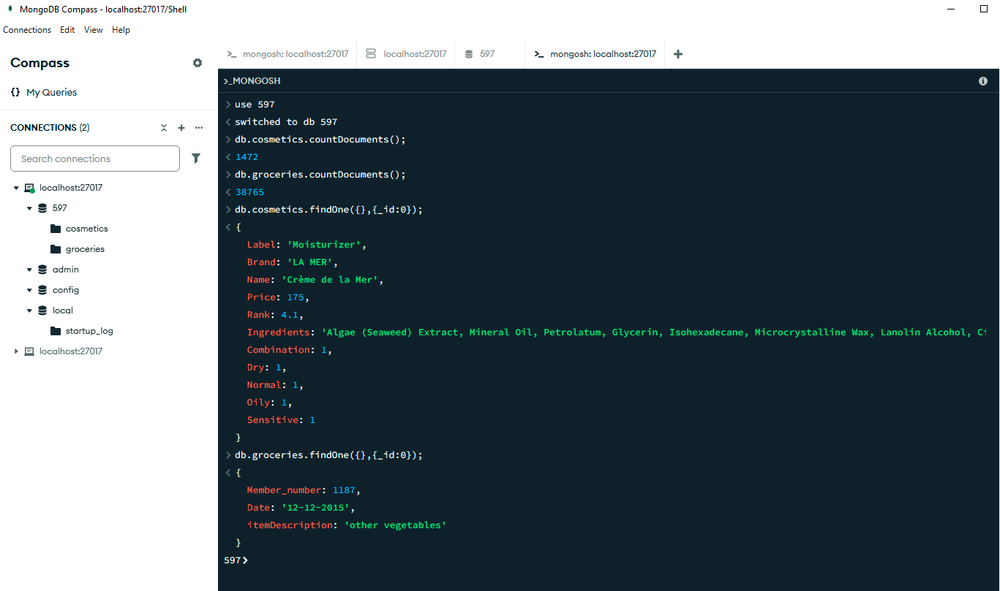 MongoDB Compass - localhost:27017/Shell
Connections Edit View Help
Compass
{} My Queries
CONNECTIONS (2)
Search connections
localhost:27017
597
cosmetics
groceries
admin
config
local
startup_log
localhost:27017
mongosh: localhost:27017 localhost:27017 597 mongosh: localhost:27017
>_MONGOSH
> use 597
< switched to db 597
> db.cosmetics.countDocuments();
< 1472
> db.groceries.countDocuments();
< 38765
> db.cosmetics.findOne({},{_id:0});
< {
Label: 'Moisturizer',
Brand: 'LA MER',
Name: 'Crème de la Mer',
Price: 175,
Rank: 4.1,
Ingredients: 'Algae (Seaweed) Extract, Mineral Oil, Petrolatum, Glycerin, Isohexadecane, Microcrystalline Wax, Lanolin Alcohol, Ci
Combination: 1,
Dry: 1,
Normal: 1,
Oily: 1,
Sensitive: 1
}
> db.groceries.findOne({},{_id:0});
< {
Member_number: 1187,
Date: '12-12-2015',
itemDescription: 'other vegetables'
}
597>